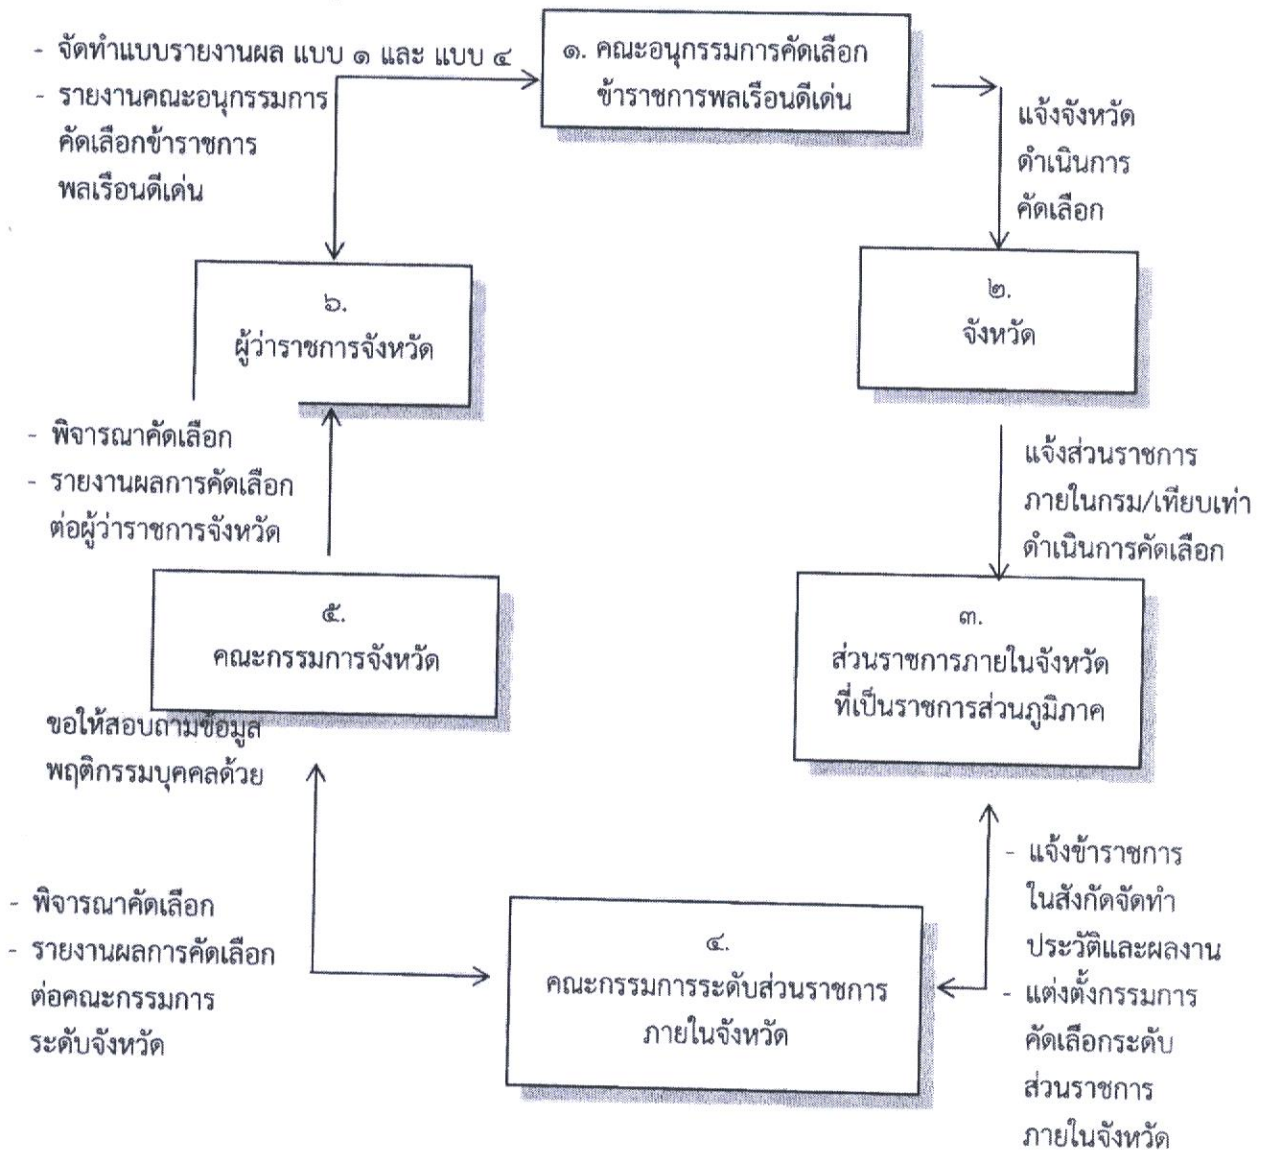 - จัดทำแบบรายงานผล แบบ ๑ และ แบบ ๔
- รายงานคณะอนุกรรมการ
คัดเลือกข้าราชการ
พลเรือนดีเด่น
๑. คณะอนุกรรมการคัดเลือก
ข้าราชการพลเรือนดีเด่น
แจ้งจังหวัด
ดำเนินการ
คัดเลือก
๒.
จังหวัด
แจ้งส่วนราชการ
ภายในกรม/เทียบเท่า
ดำเนินการคัดเลือก
๓.
ส่วนราชการภายในจังหวัด
ที่เป็นราชการส่วนภูมิภาค
- แจ้งข้าราชการ
ในสังกัดจัดทำ
ประวัติและผลงาน
- แต่งตั้งกรรมการ
คัดเลือกระดับ
ส่วนราชการ
ภายในจังหวัด
๔.
คณะกรรมการระดับส่วนราชการ
ภายในจังหวัด
- พิจารณาคัดเลือก
- รายงานผลการคัดเลือก
ต่อคณะกรรมการ
ระดับจังหวัด
๕.
คณะกรรมการจังหวัด
ขอให้สอบถามข้อมูล
พฤติกรรมบุคคลด้วย
- พิจารณาคัดเลือก
- รายงานผลการคัดเลือก
ต่อผู้ว่าราชการจังหวัด
๖.
ผู้ว่าราชการจังหวัด